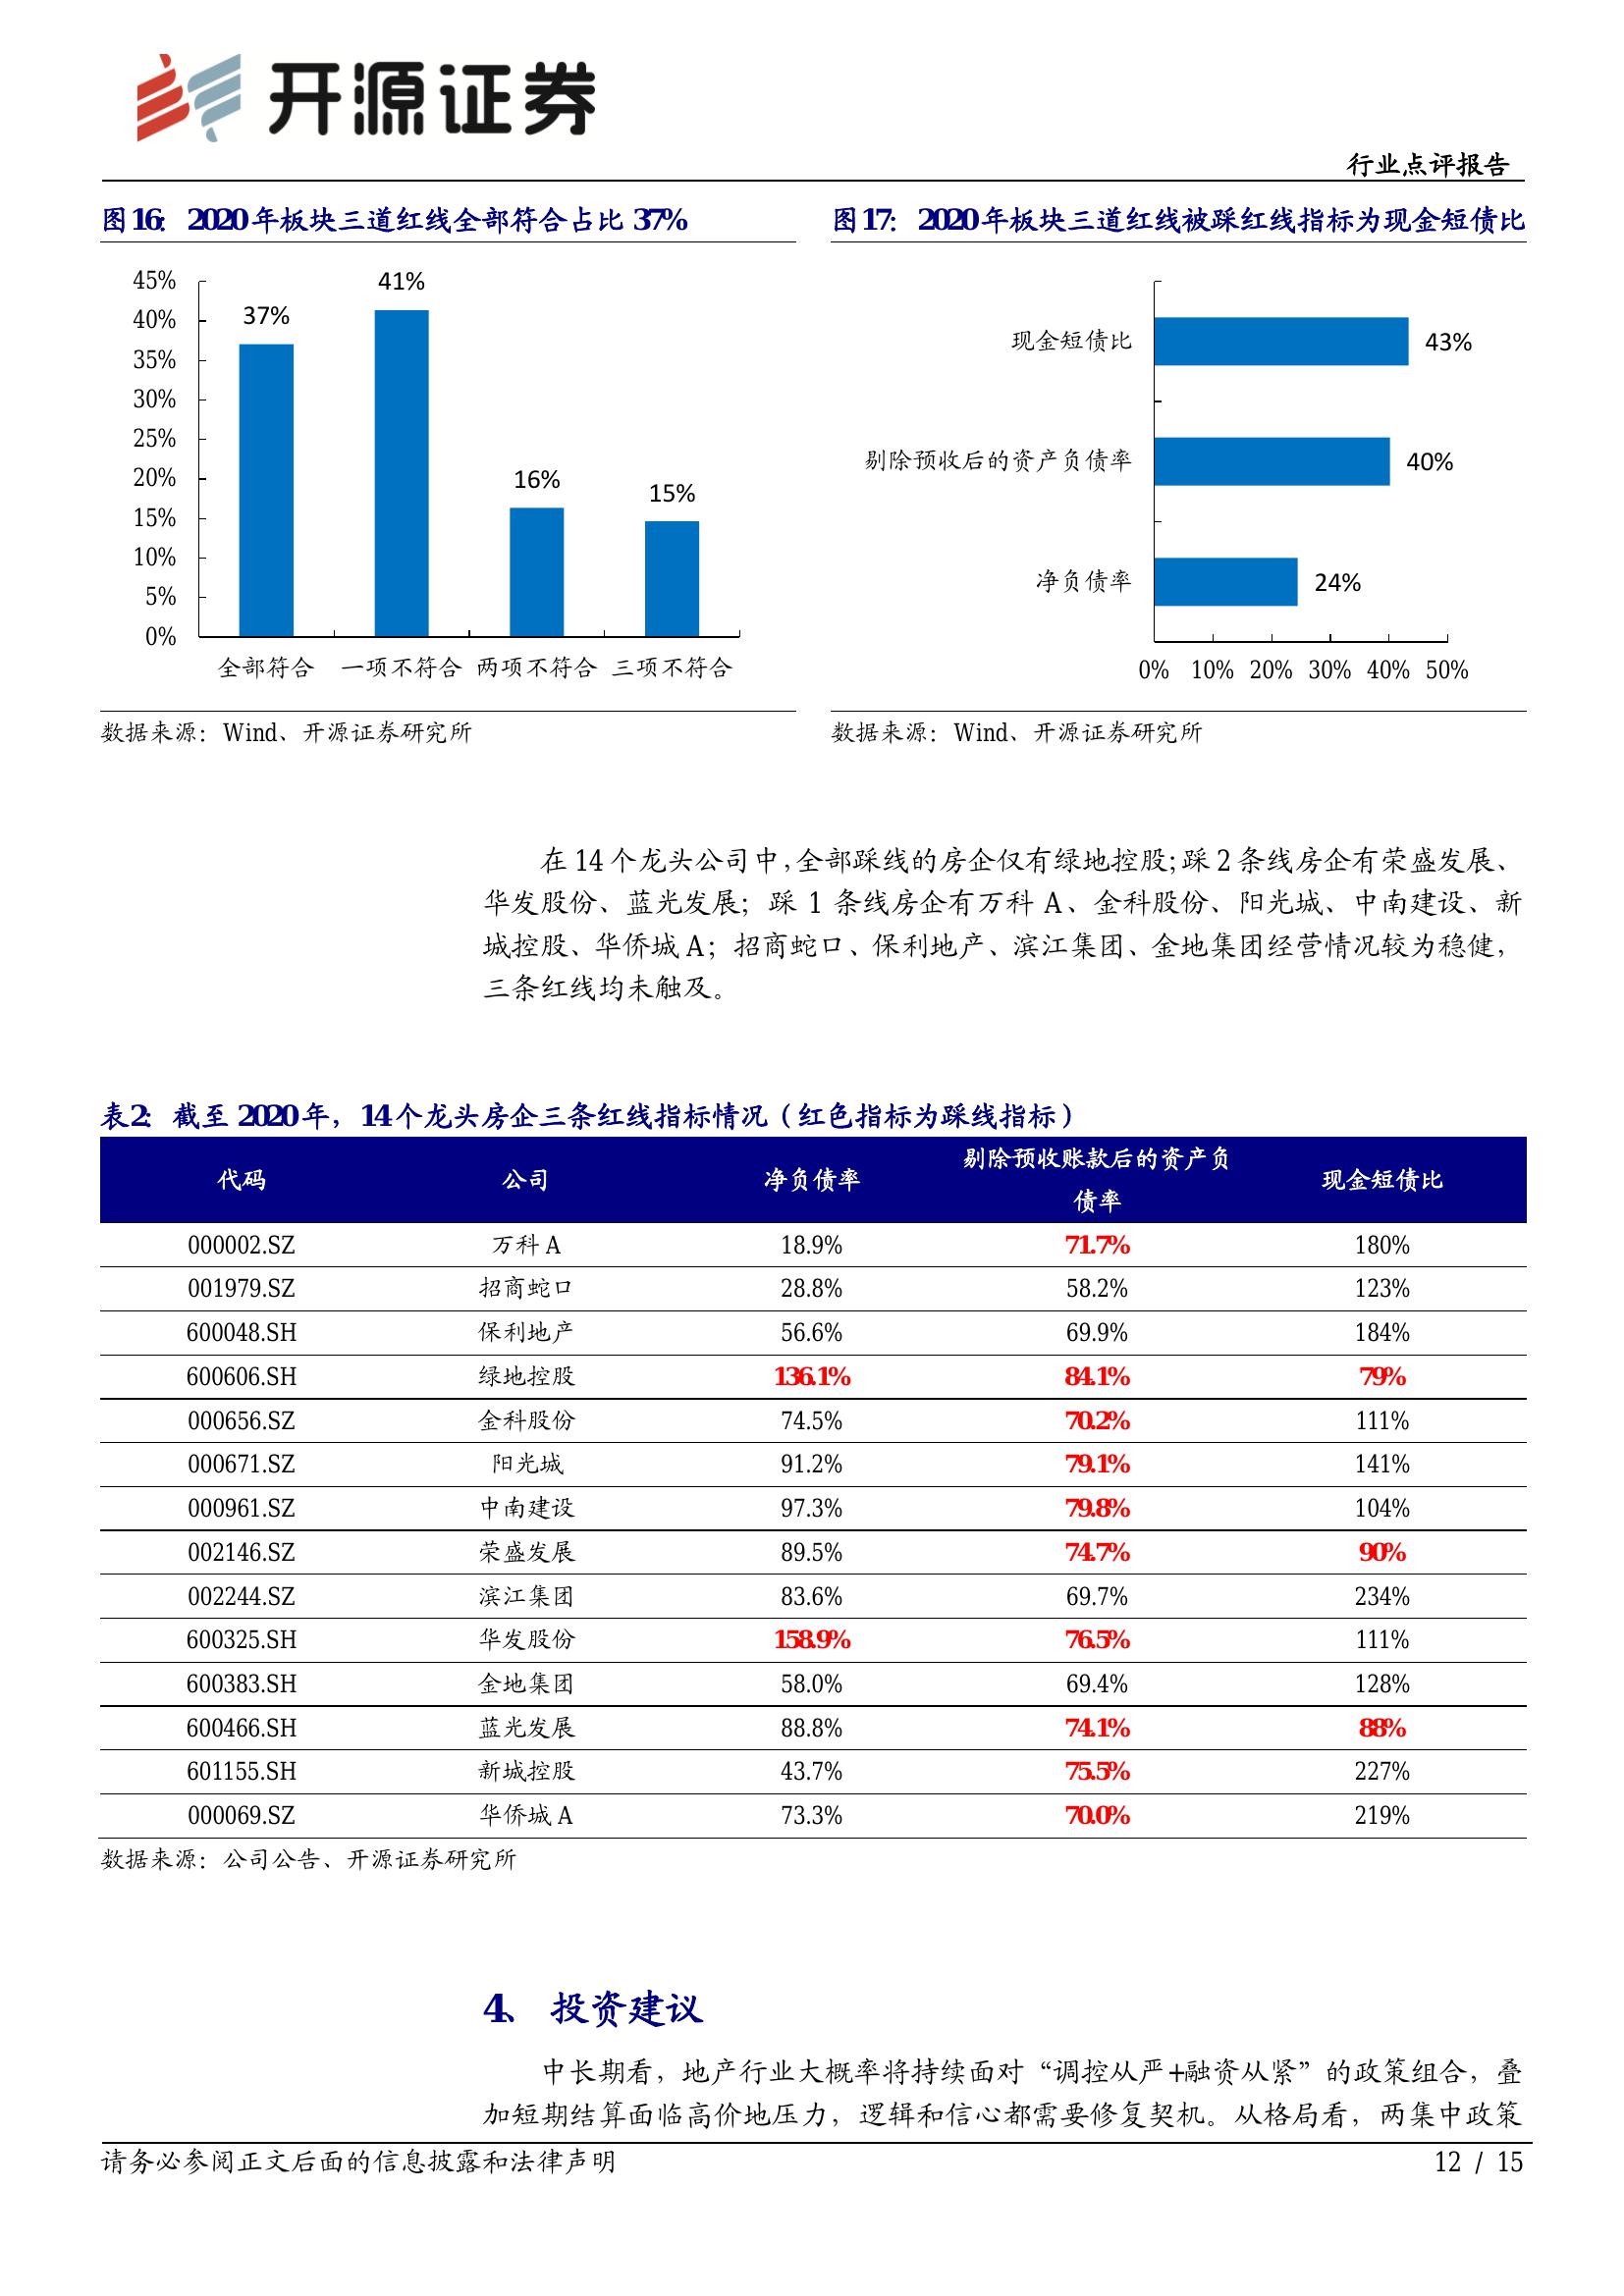 开源证券
行业点评报告
图16： 2020年板块三道红线全部符合占比 37%
45%
40%
35%
30%
25%
20%
15%
10%
5%
0%
37%
41%
16%
15%
全部符合 一项不符合 两项不符合 三项不符合
数据来源：Wind、开源证券研究所
图17： 2020年板块三道红线被踩红线指标为现金短债比
现金短债比 43%
剔除预收后的资产负债率 40%
净负债率 24%
0% 10% 20% 30% 40% 50%
数据来源：Wind、开源证券研究所
在 14 个龙头公司中，全部踩线的房企仅有绿地控股；踩 2 条线房企有荣盛发展、
华发股份、蓝光发展；踩 1 条线房企有万科 A、金科股份、阳光城、中南建设、新
城控股、华侨城 A；招商蛇口、保利地产、滨江集团、金地集团经营情况较为稳健，
三条红线均未触及。
表2： 截至 2020年，14个龙头房企三条红线指标情况（红色指标为踩线指标）
代码 公司 净负债率 剔除预收账款后的资产负 现金短债比
债率
000002.SZ 万科 A 18.9% 71.7% 180%
001979.SZ 招商蛇口 28.8% 58.2% 123%
600048.SH 保利地产 56.6% 69.9% 184%
600606.SH 绿地控股 136.1% 84.1% 79%
000656.SZ 金科股份 74.5% 70.2% 111%
000671.SZ 阳光城 91.2% 79.1% 141%
000961.SZ 中南建设 97.3% 79.8% 104%
002146.SZ 荣盛发展 89.5% 74.7% 90%
002244.SZ 滨江集团 83.6% 69.7% 234%
600325.SH 华发股份 158.9% 76.5% 111%
600383.SH 金地集团 58.0% 69.4% 128%
600466.SH 蓝光发展 88.8% 74.1% 88%
601155.SH 新城控股 43.7% 75.5% 227%
000069.SZ 华侨城 A 73.3% 70.0% 219%
数据来源：公司公告、开源证券研究所
4、 投资建议
中长期看，地产行业大概率将持续面对“调控从严+融资从紧”的政策组合，叠
加短期结算面临高价地压力，逻辑和信心都需要修复契机。从格局看，两集中政策
请务必参阅正文后面的信息披露和法律声明
12 / 15